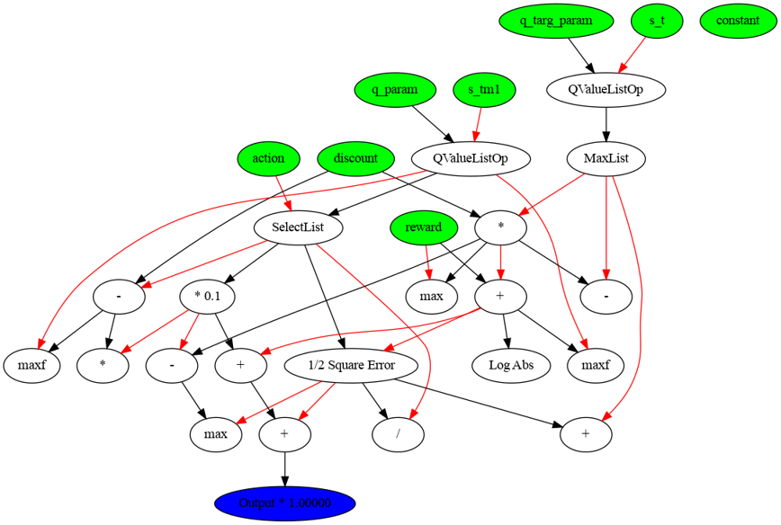 q_targ_param
s_t
constant
q_param
s_tm1
QValueListOp
action
discount
QValueListOp
MaxList
SelectList
reward
*
-
* 0.1
max
+
-
maxf
*
-
+
1/2 Square Error
Log Abs
maxf
max
+
/
+
Output * 1.00000